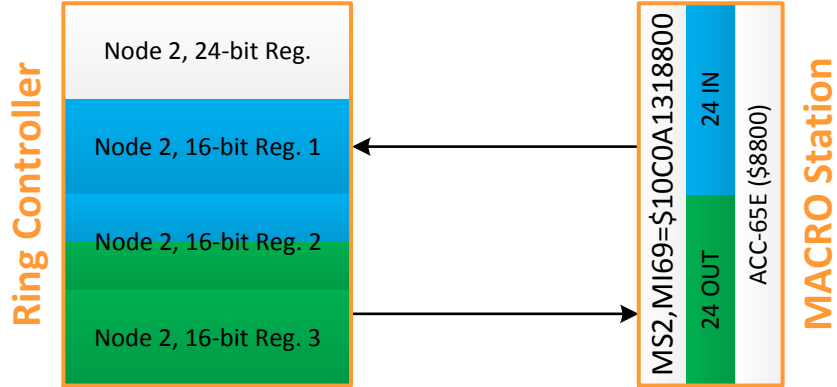 Ring Controller
Node 2, 24-bit Reg.
Node 2, 16-bit Reg. 1
Node 2, 16-bit Reg. 2
Node 2, 16-bit Reg. 3
MS2,MI69=$10C0A1318800
24 IN
24 OUT
ACC-65E ($8800)
MACRO Station